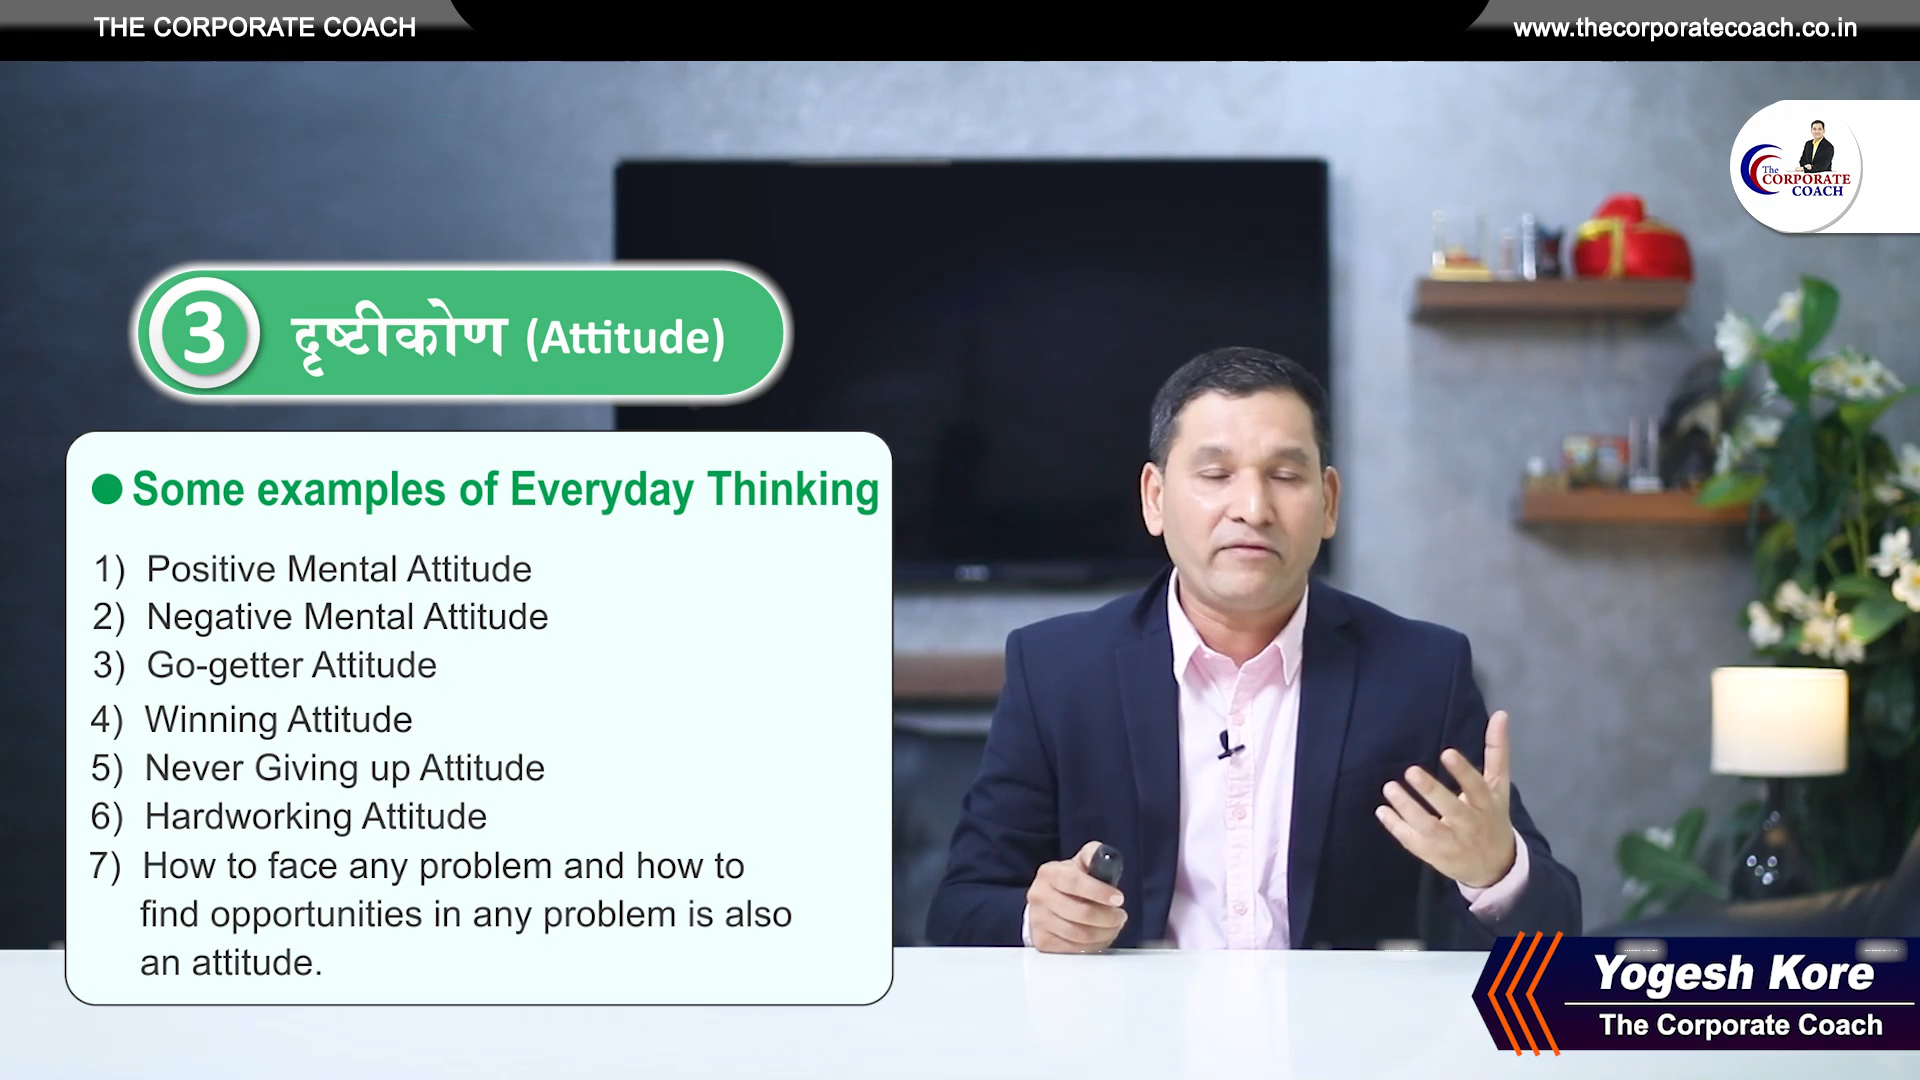 THE CORPORATE COACH
www.thecorporatecoach.co.in
The
CORPORATE
COACH
3 दृष्टीकोण (Attitude)
Some examples of Everyday Thinking
1) Positive Mental Attitude
2) Negative Mental Attitude
3) Go-getter Attitude
4) Winning Attitude
5) Never Giving up Attitude
6) Hardworking Attitude
7) How to face any problem and how to
find opportunities in any problem is also
an attitude.
Yogesh Kore
The Corporate Coach